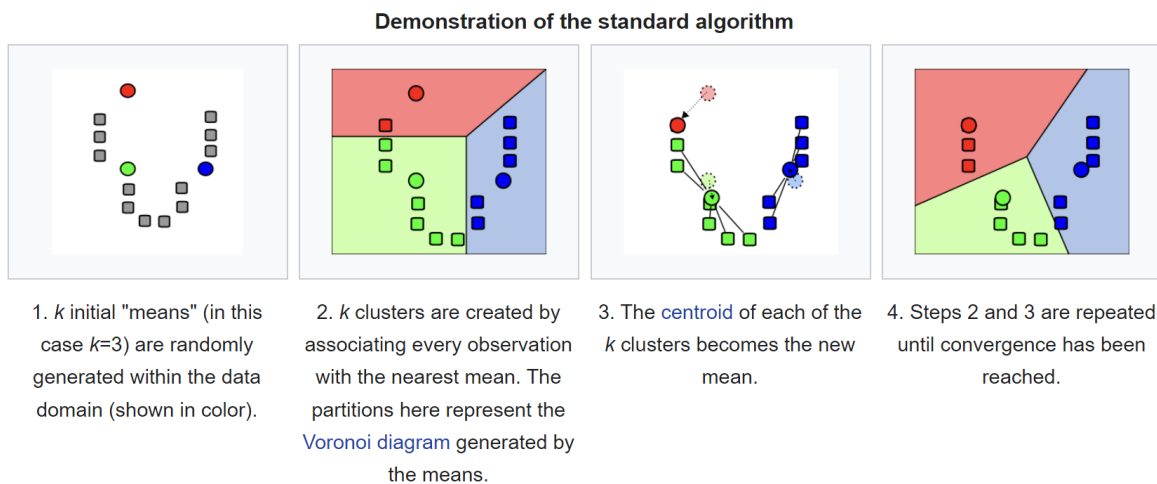 Demonstration of the standard algorithm
1. k initial "means" (in this
case k=3) are randomly
generated within the data
domain (shown in color).
2. k clusters are created by
associating every observation
with the nearest mean. The
partitions here represent the
Voronoi diagram generated by
the means.
3. The centroid of each of the
k clusters becomes the new
mean.
4. Steps 2 and 3 are repeated
until convergence has been
reached.